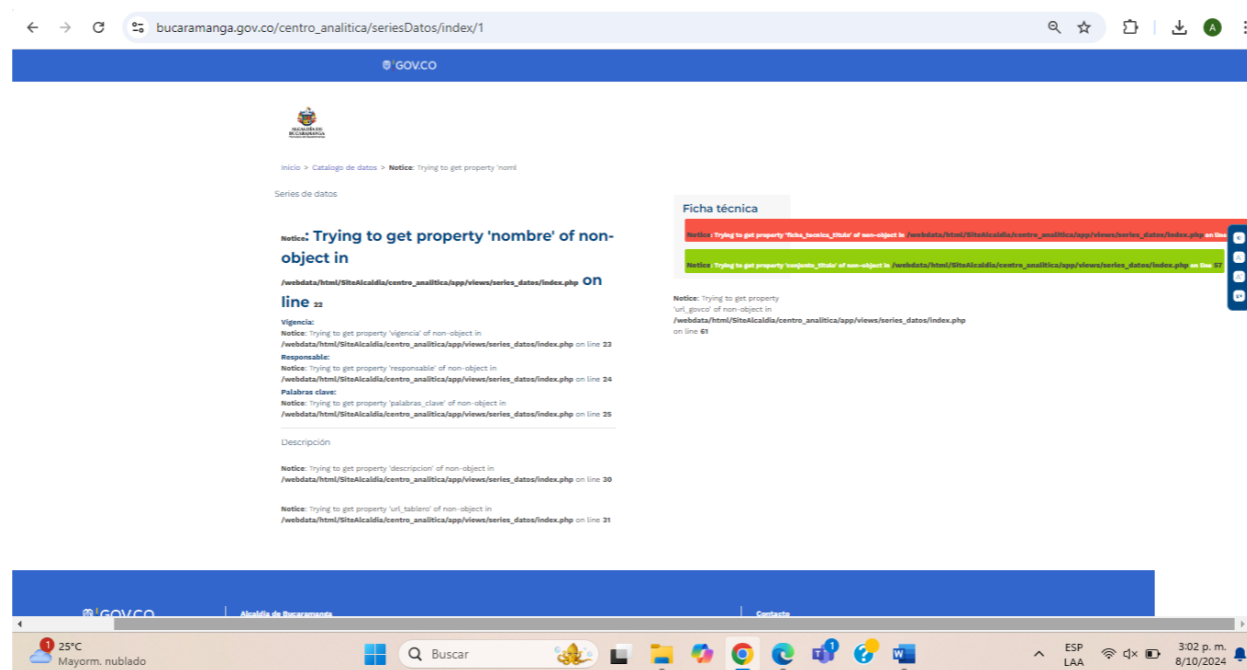 bucaramanga.gov.co/centro_analitica/seriesDatos/index/1
A
GOV.CO
ALCALDÍA DE
BUCARAMANGA
Inicio > Catalogo de datos > Notice: Trying to get property 'noml
Series de datos
Notice: Trying to get property 'nombre' of non-
object in
/webdata/html/SiteAlcaldia/centro_analitica/app/views/series_datos/index.php on
line 22
Vigencia:
Notice: Trying to get property 'vigencia' of non-object in
/webdata/html/SiteAlcaldia/centro_analitica/app/views/series_datos/index.php on line 23
Responsable:
Notice: Trying to get property 'responsable' of non-object in
/webdata/html/SiteAlcaldia/centro_analitica/app/views/series_datos/index.php on line 24
Palabras clave:
Notice: Trying to get property 'palabras_clave' of non-object in
/webdata/html/SiteAlcaldia/centro_analitica/app/views/series_datos/index.php on line 25
Descripción
Notice: Trying to get property 'descripcion' of non-object in
/webdata/html/SiteAlcaldia/centro_analitica/app/views/series_datos/index.php on line 30
Notice: Trying to get property 'url_tablero' of non-object in
/webdata/html/SiteAlcaldia/centro_analitica/app/views/series_datos/index.php on line 31
Ficha técnica
Notice: Trying to get property 'ficha_tecnica_titulo' of non-object in /webdata/html/SiteAlcaldia/centro_analitica/app/views/series_datos/index.php on line
Notice: Trying to get property 'conjunto_titulo' of non-object in /webdata/html/SiteAlcaldia/centro_analitica/app/views/series_datos/index.php on line 57
Notice: Trying to get property
'url_govco' of non-object in
/webdata/html/SiteAlcaldia/centro_analitica/app/views/series_datos/index.php
on line 61
GOV.CO
Alcaldía de Bucaramanga
Contacto
1
25°C
Mayorm. nublado
Buscar
ESP
LAA
3:02 p. m.
8/10/2024